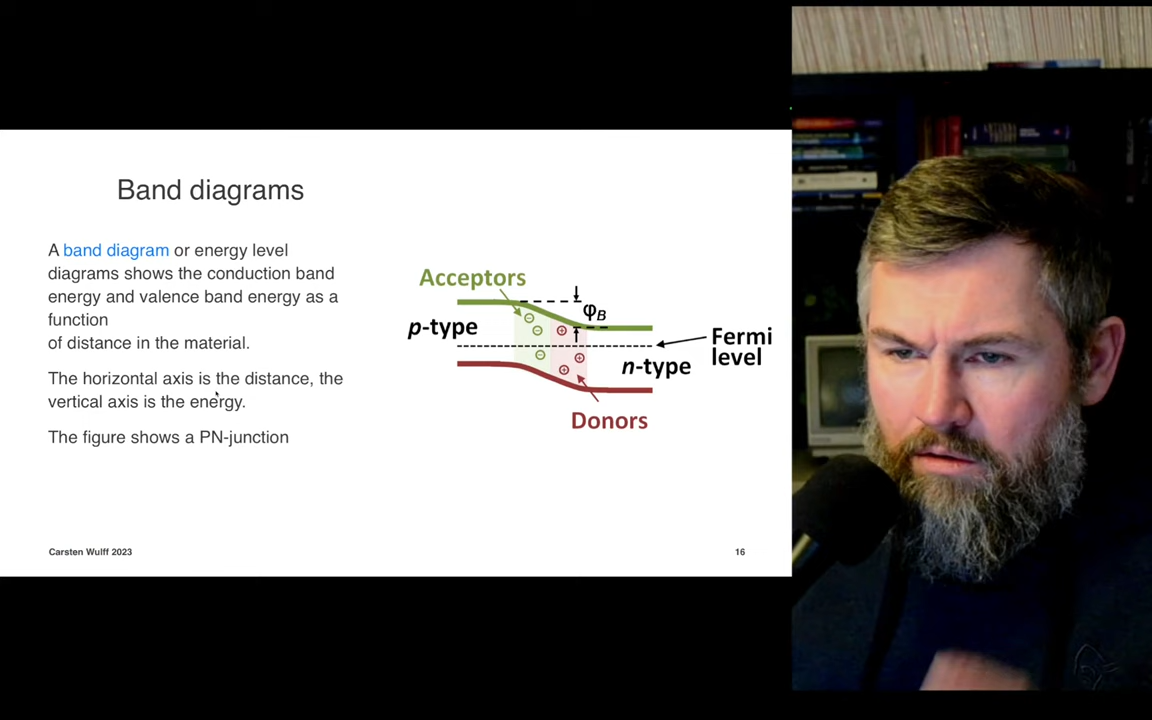 Band diagrams
A band diagram or energy level
diagrams shows the conduction band
energy and valence band energy as a
function
of distance in the material.
The horizontal axis is the distance, the
vertical axis is the energy.
The figure shows a PN-junction
Acceptors
φB
p-type
Fermi
level
n-type
Donors
Carsten Wulff 2023
16